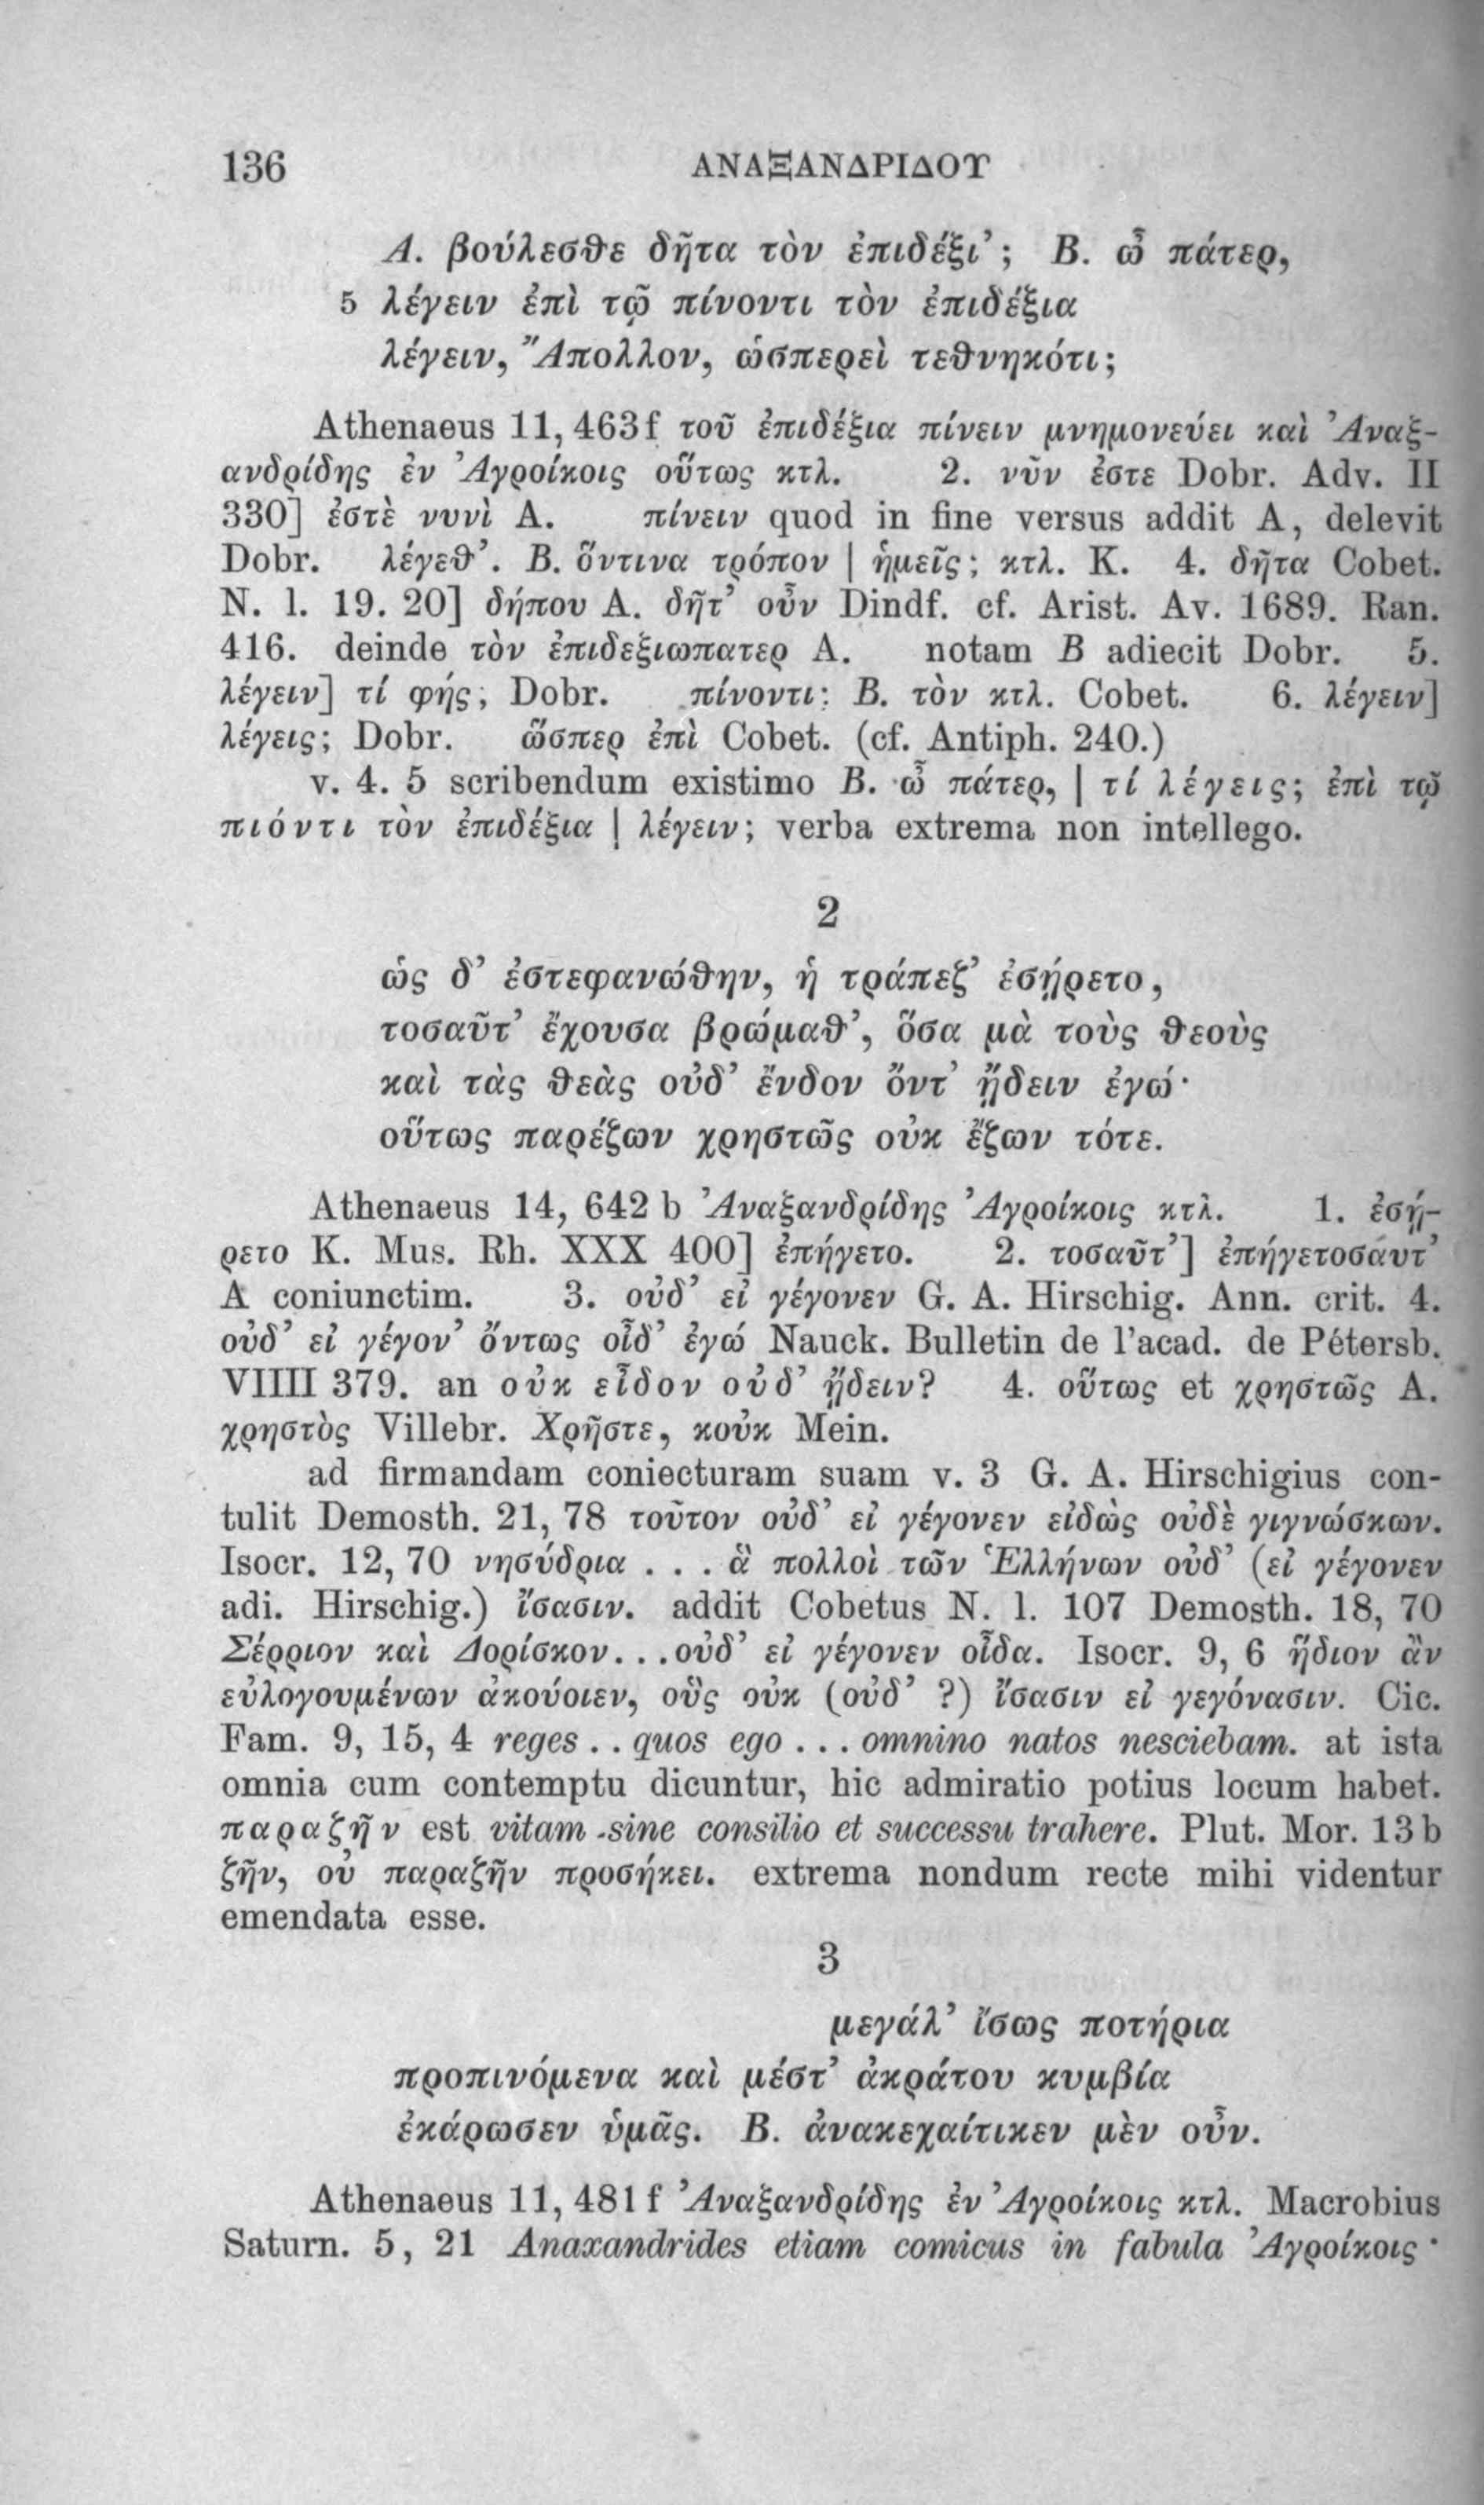 136 ΑΝΑΞΑΝΔΡΙΔΟΥ
Α. βούλεσθε δῆτα τὸν ἐπιδέξι’; Β. ὦ πάτερ,
5 λέγειν ἐπὶ τῷ πίνοντι τὸν ἐπιδέξια
λέγειν, Ἄπολλον, ὡσπερεὶ τεθνηκότι;
Athenaeus 11, 463f τοῦ ἐπιδέξια πίνειν μνημονεύει καὶ Ἀναξ-
ανδρίδης ἐν Ἀγροίκοις οὕτως κτλ. 2. νῦν ἐστε Dobr. Adv. II
330] ἐστὲ νυνὶ A. πίνειν quod in fine versus addit A, delevit
Dobr. λέγεθ’. Β. ὅντινα τρόπον | ἡμεῖς; κτλ. K. 4. δῆτα Cobet.
N. l. 19. 20] δήπου A. δῆτ’ οὖν Dindf. cf. Arist. Av. 1689. Ran.
416. deinde τὸν ἐπιδεξιωπατερ A. notam B adiecit Dobr. 5.
λέγειν] τί φῄς; Dobr. πίνοντι; Β. τὸν κτλ. Cobet. 6. λέγειν]
λέγεις; Dobr. ὥσπερ ἐπὶ Cobet. (cf. Antiph. 240.)
v. 4. 5 scribendum existimo Β. ὦ πάτερ, | τί λέγεις; ἐπὶ τῷ
πιόντι τὸν ἐπιδέξια | λέγειν; verba extrema non intellego.
2
ὡς δ’ ἐστεφανώθην, ἡ τράπεζ’ ἐσῄρετο,
τοσαῦτ’ ἔχουσα βρώμαθ’, ὅσα μὰ τοὺς θεοὺς
καὶ τὰς θεὰς οὐδ’ ἔνδον ὄντ’ ᾔδειν ἐγώ·
οὕτως παρέζων χρηστῶς οὐκ ἔζων τότε.
Athenaeus 14, 642 b Ἀναξανδρίδης Ἀγροίκοις κτλ. 1. ἐσῄ-
ρετο K. Mus. Rh. XXX 400] ἐπήγετο. 2. τοσαῦτ’] ἐπήγετοσάυτ’
A coniunctim. 3. οὐδ’ εἰ γέγονεν G. A. Hirschig. Ann. crit. 4.
οὐδ’ εἰ γέγον’ ὄντως οἶδ’ ἐγώ Nauck. Bulletin de l'acad. de Pétersb.
VIIII 379. an οὐκ εἶδον οὐδ’ ᾔδειν? 4. οὕτως et χρηστῶς A.
χρηστὸς Villebr. Χρῆστε, κοὐκ Mein.
ad firmandam coniecturam suam v. 3 G. A. Hirschigius con-
tulit Demosth. 21, 78 τοῦτον οὐδ’ εἰ γέγονεν εἰδὼς οὐδὲ γιγνώσκων.
Isocr. 12, 70 νησύδρια . . . ἃ πολλοὶ τῶν Ἑλλήνων οὐδ’ (εἰ γέγονεν
adi. Hirschig.) ἴσασιν. addit Cobetus N. l. 107 Demosth. 18, 70
Σέρριον καὶ Δορίσκον...οὐδ’ εἰ γέγονεν οἶδα. Isocr. 9, 6 ἥδιον ἂν
εὐλογουμένων ἀκούοιεν, οὓς οὐκ (οὐδ’ ?) ἴσασιν εἰ γεγόνασιν. Cic.
Fam. 9, 15, 4 reges . . quos ego . . . omnino natos nesciebam. at ista
omnia cum contemptu dicuntur, hic admiratio potius locum habet.
παραζῆν est vitam sine consilio et successu trahere. Plut. Mor. 13 b
ζῆν, οὐ παραζῆν προσήκει. extrema nondum recte mihi videntur
emendata esse.
3
μεγάλ’ ἴσως ποτήρια
προπινόμενα καὶ μέστ’ ἀκράτου κυμβία
ἐκάρωσεν ὑμᾶς. Β. ἀνακεχαίτικεν μὲν οὖν.
Athenaeus 11, 481 f Ἀναξανδρίδης ἐν Ἀγροίκοις κτλ. Macrobius
Saturn. 5, 21 Anaxandrides etiam comicus in fabula Ἀγροίκοις·